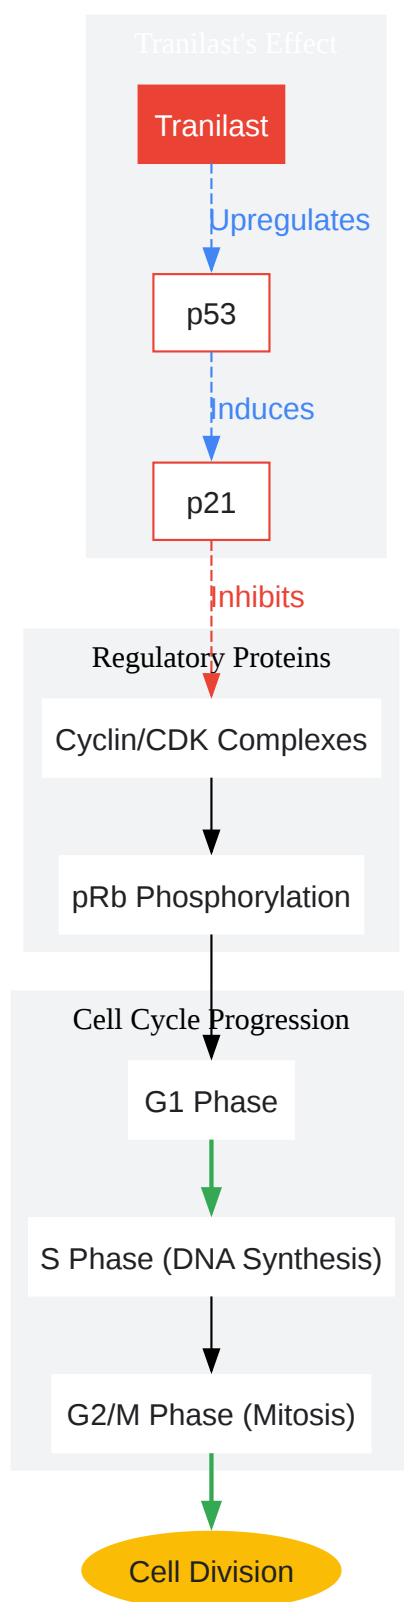 Tranilast's Effect
Tranilast
Upregulates
p53
Induces
p21
Inhibits
Regulatory Proteins
Cyclin/CDK Complexes
pRb Phosphorylation
Cell Cycle Progression
G1 Phase
S Phase (DNA Synthesis)
G2/M Phase (Mitosis)
Cell Division